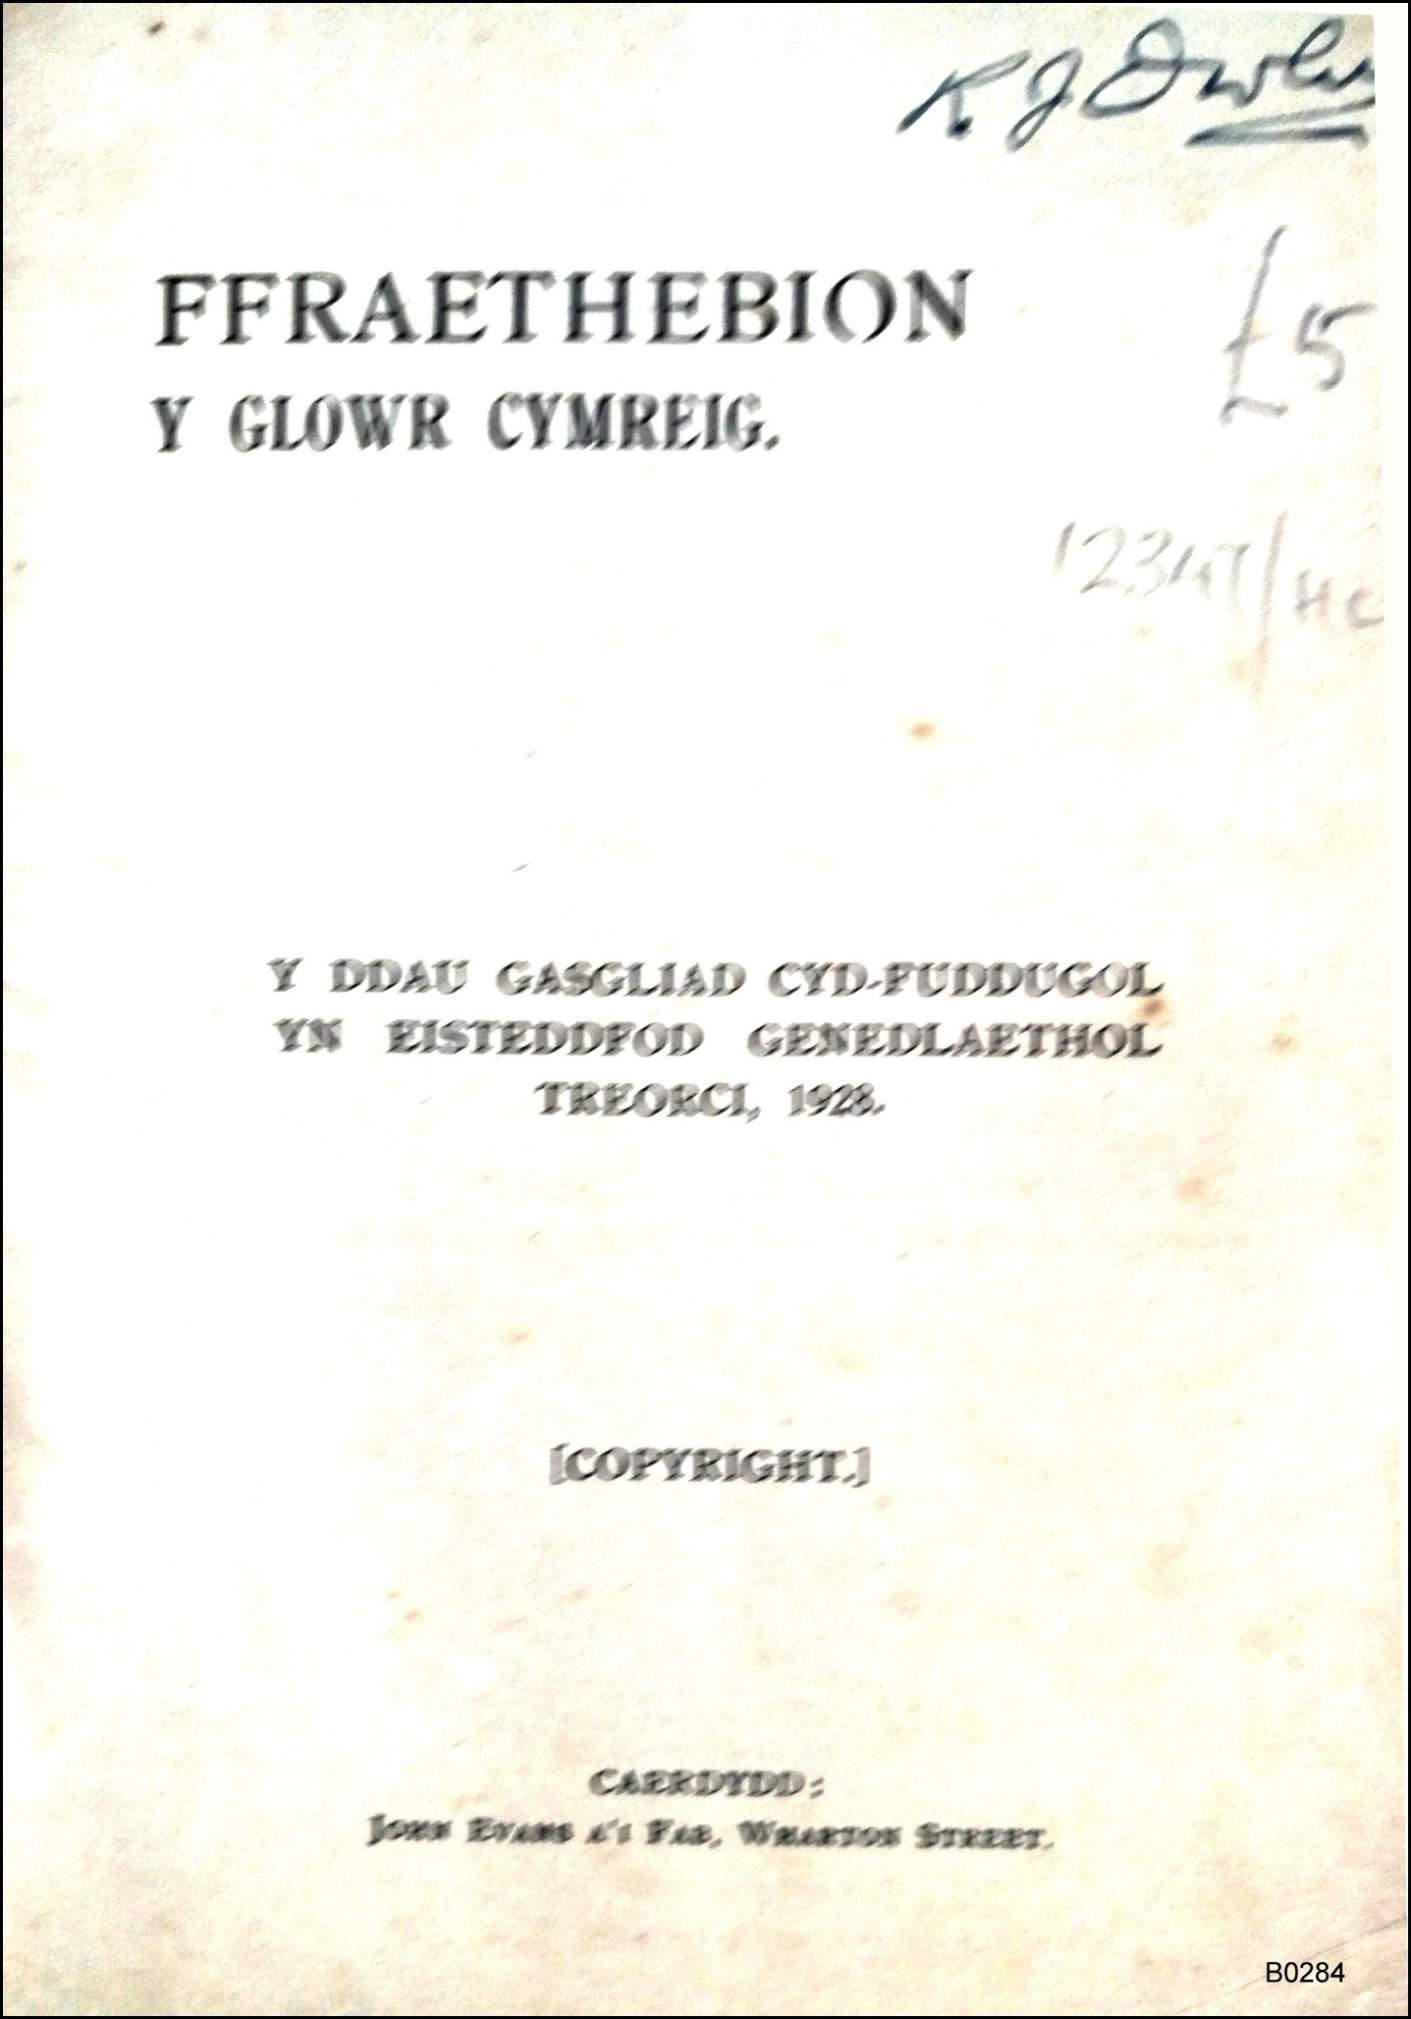 K J Owlus
FFRAETHEBION
£5
Y GLOWR CYMREIG.
12347/HC
Y DDAU GASGLIAD CYD-FUDDUGOL
YN EISTEDDFOD GENEDLAETHOL
TREORCI, 1928.
[COPYRIGHT.]
CAERDYDD:
JOHN EVANS A'I FAB, WHARTON STREET.
B0284